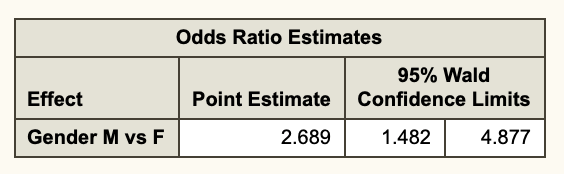 Odds Ratio Estimates
Effect Point Estimate 95% Wald
Confidence Limits
Gender M vs F 2.689 1.482 4.877